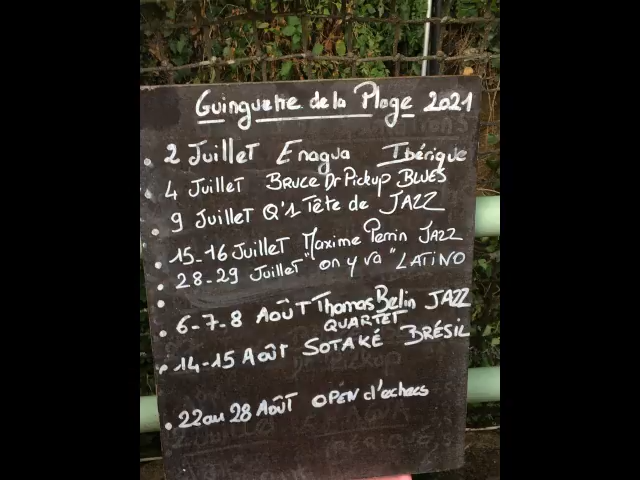 Guinguette de la Plage 2021
2 Juillet Enagua Ibérique
4 Juillet Bruce Dr Pickup Blues
9 Juillet Q'1 Tête de JAZZ
15-16 Juillet Maxime Perrin JAZZ
28-29 Juillet "on y va" LATINO
6-7-8 Août Thomas Belin JAZZ
QUARTET
14-15 Août SOTAKÉ BRÉSIL
22 au 28 Août OPEN d'echecs